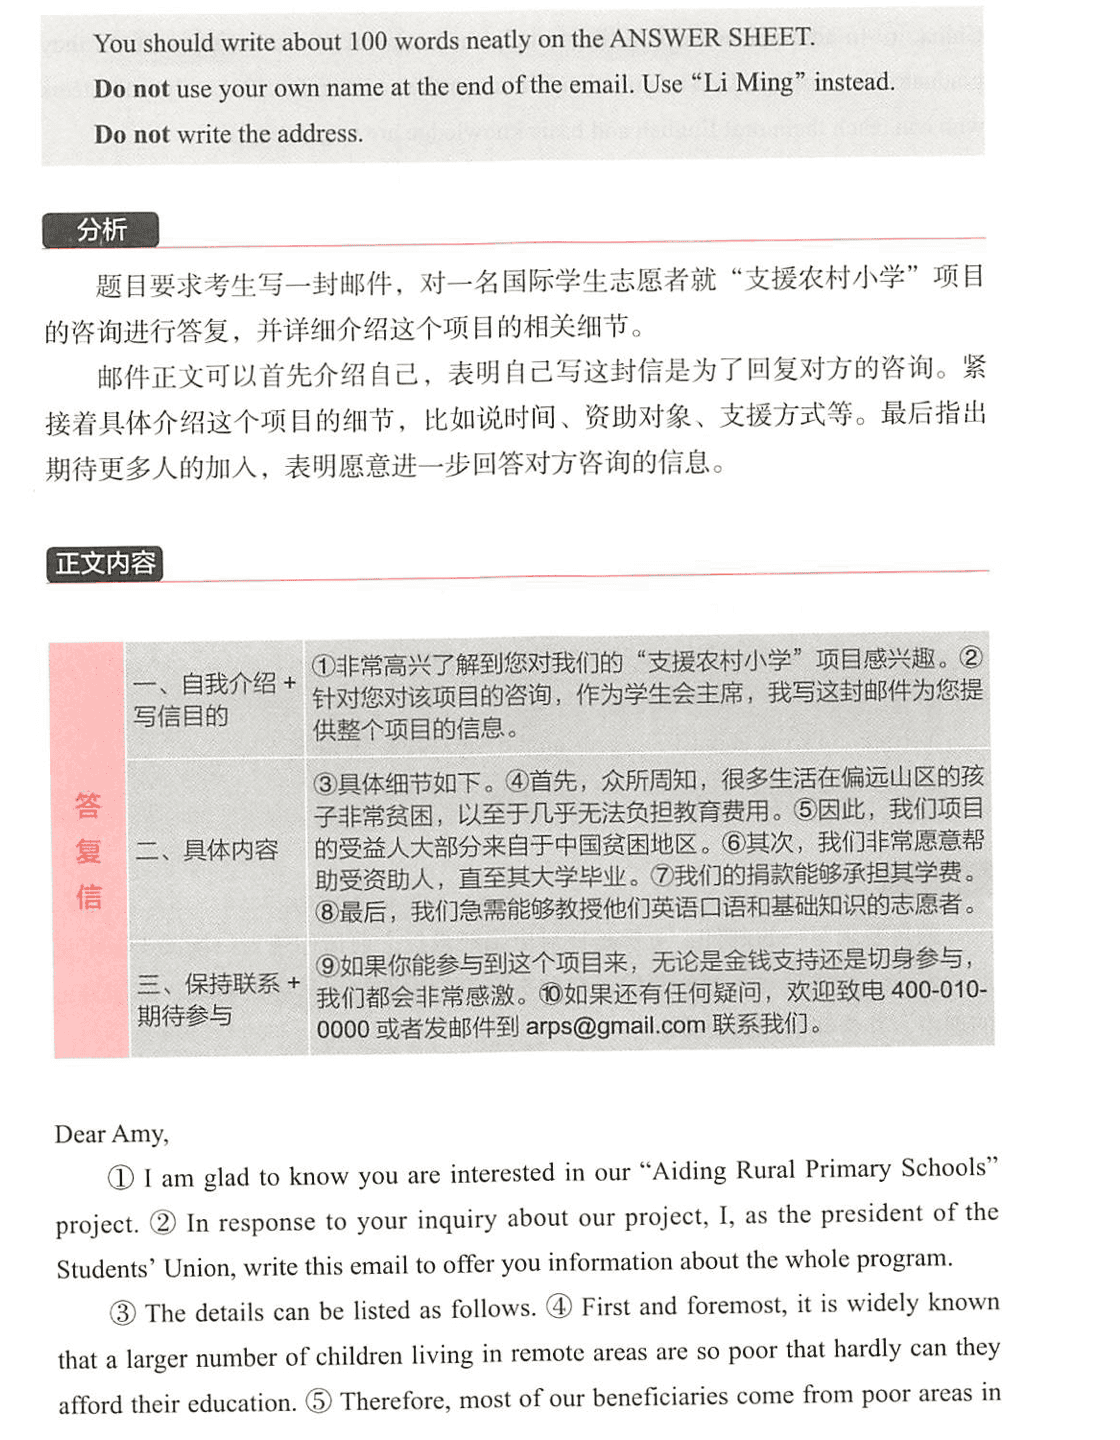 You should write about 100 words neatly on the ANSWER SHEET.
Do not use your own name at the end of the email. Use “Li Ming” instead.
Do not write the address.
分析
题目要求考生写一封邮件，对一名国际学生志愿者就“支援农村小学”项目
的咨询进行答复，并详细介绍这个项目的相关细节。
邮件正文可以首先介绍自己，表明自己写这封信是为了回复对方的咨询。紧
接着具体介绍这个项目的细节，比如说时间、资助对象、支援方式等。最后指出
期待更多人的加入，表明愿意进一步回答对方咨询的信息。
正文内容
答复信
一、自我介绍+
写信目的
①非常高兴了解到您对我们的“支援农村小学”项目感兴趣。②
针对您对该项目的咨询，作为学生会主席，我写这封邮件为您提
供整个项目的信息。
二、具体内容
③具体细节如下。④首先，众所周知，很多生活在偏远山区的孩
子非常贫困，以至于几乎无法负担教育费用。⑤因此，我们项目
的受益人大部分来自于中国贫困地区。⑥其次，我们非常愿意帮
助受资助人，直至其大学毕业。⑦我们的捐款能够承担其学费。
⑧最后，我们急需能够教授他们英语口语和基础知识的志愿者。
三、保持联系+
期待参与
⑨如果你能参与到这个项目来，无论是金钱支持还是切身参与，
我们都会非常感激。⑩如果还有任何疑问，欢迎致电 400-010-
0000 或者发邮件到 arps@gmail.com 联系我们。
Dear Amy,
① I am glad to know you are interested in our “Aiding Rural Primary Schools”
project. ② In response to your inquiry about our project, I, as the president of the
Students’ Union, write this email to offer you information about the whole program.
③ The details can be listed as follows. ④ First and foremost, it is widely known
that a larger number of children living in remote areas are so poor that hardly can they
afford their education. ⑤ Therefore, most of our beneficiaries come from poor areas in